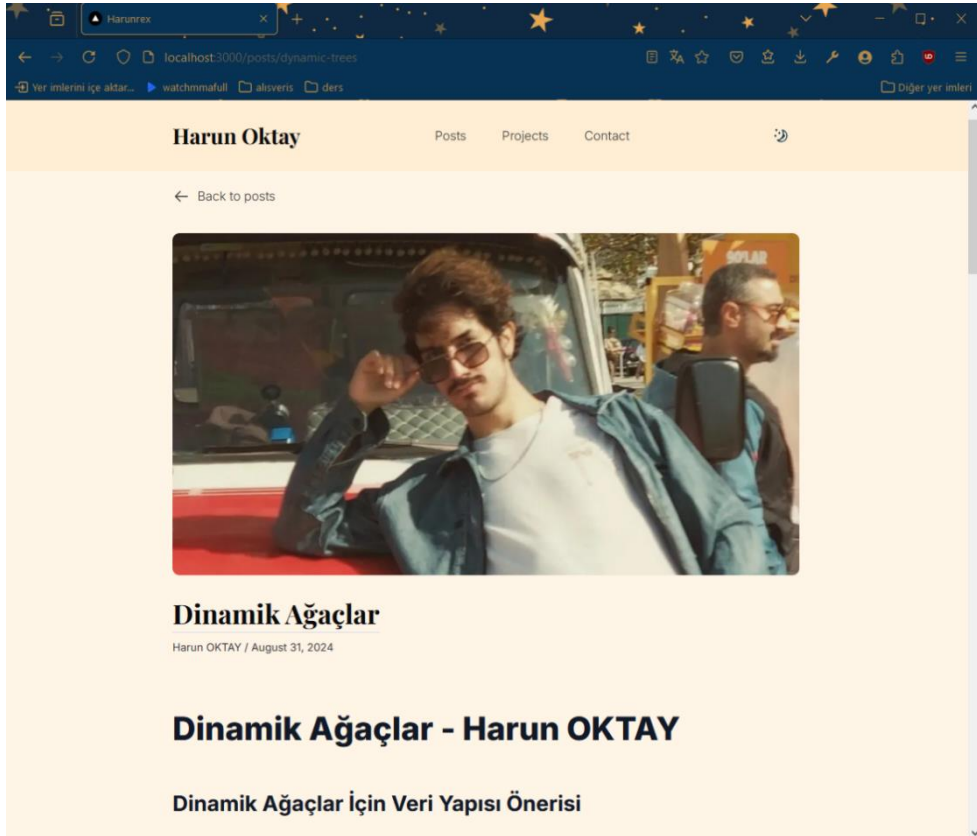 Harunrex
localhost:3000/posts/dynamic-trees
Yer imlerini içe aktar... watchmmafull alısveris ders Diğer yer imleri
Harun Oktay Posts Projects Contact
Back to posts
Dinamik Ağaçlar
Harun OKTAY / August 31, 2024
Dinamik Ağaçlar - Harun OKTAY
Dinamik Ağaçlar İçin Veri Yapısı Önerisi